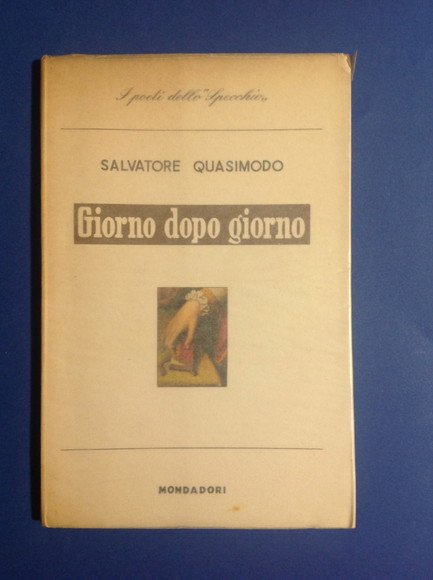 I poeti dello "Specchio„
SALVATORE QUASIMODO
Giorno dopo giorno
MONDADORI